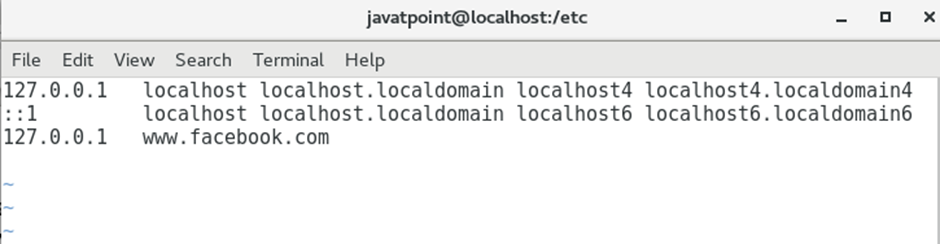 javatpoint@localhost:/etc
File Edit View Search Terminal Help
127.0.0.1   localhost localhost.localdomain localhost4 localhost4.localdomain4
::1         localhost localhost.localdomain localhost6 localhost6.localdomain6
127.0.0.1   www.facebook.com
~
~
~